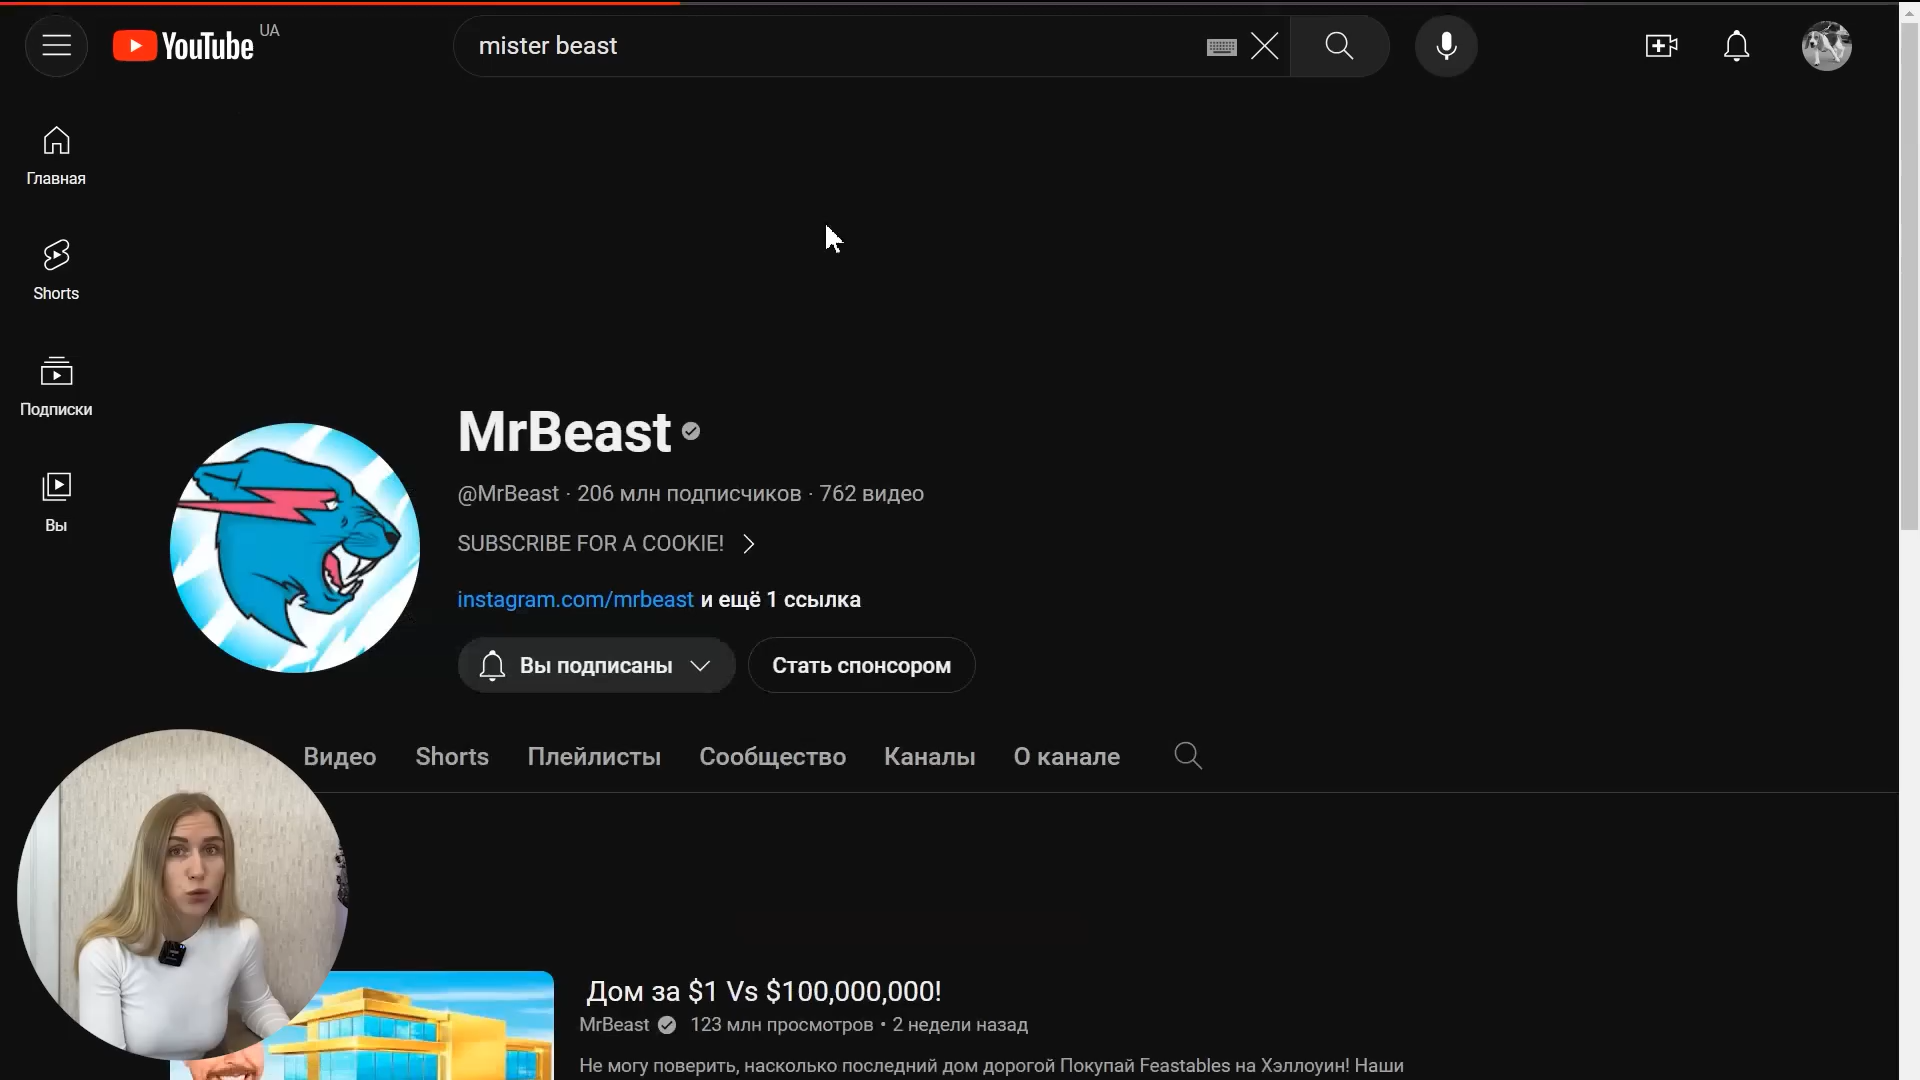 YouTube UA
mister beast
Главная
Shorts
Подписки
Вы
MrBeast
@MrBeast · 206 млн подписчиков · 762 видео
SUBSCRIBE FOR A COOKIE!
instagram.com/mrbeast и ещё 1 ссылка
Вы подписаны
Стать спонсором
Видео Shorts Плейлисты Сообщество Каналы О канале
Дом за $1 Vs $100,000,000!
MrBeast 123 млн просмотров • 2 недели назад
Не могу поверить, насколько последний дом дорогой Покупай Feastables на Хэллоуин! Наши